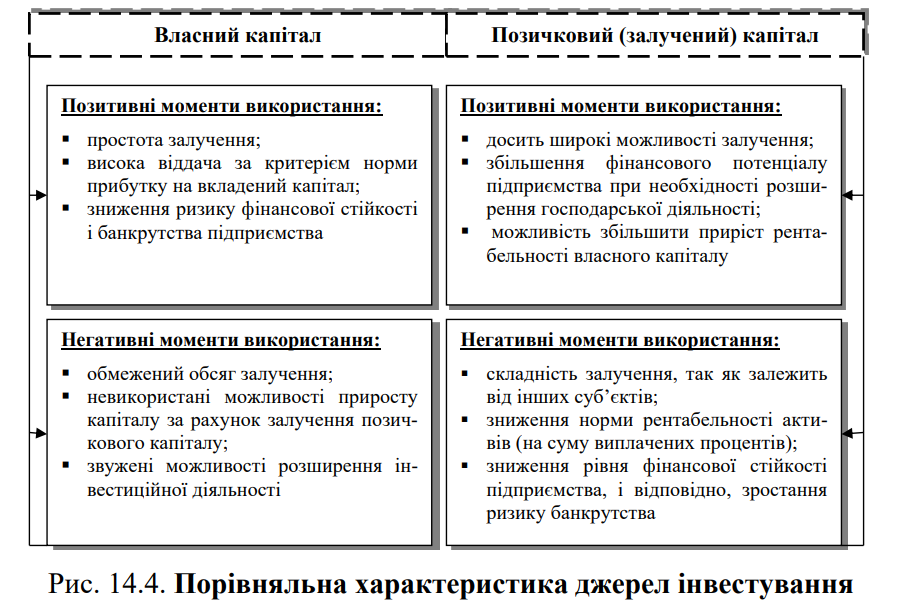 Власний капітал
Позичковий (залучений) капітал
Позитивні моменти використання:
▪ простота залучення;
▪ висока віддача за критерієм норми
прибутку на вкладений капітал;
▪ зниження ризику фінансової стійкості
і банкрутства підприємства
Позитивні моменти використання:
▪ досить широкі можливості залучення;
▪ збільшення фінансового потенціалу
підприємства при необхідності розши-
рення господарської діяльності;
▪ можливість збільшити приріст рента-
бельності власного капіталу
Негативні моменти використання:
▪ обмежений обсяг залучення;
▪ невикористані можливості приросту
капіталу за рахунок залучення позич-
кового капіталу;
▪ звужені можливості розширення ін-
вестиційної діяльності
Негативні моменти використання:
▪ складність залучення, так як залежить
від інших суб’єктів;
▪ зниження норми рентабельності акти-
вів (на суму виплачених процентів);
▪ зниження рівня фінансової стійкості
підприємства, і відповідно, зростання
ризику банкрутства
Рис. 14.4. Порівняльна характеристика джерел інвестування